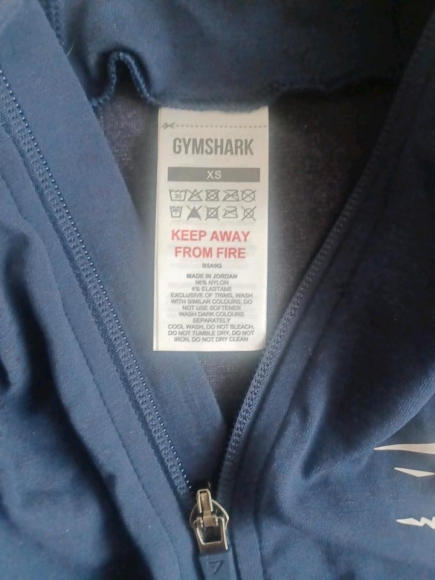 GYMSHARK
XS
KEEP AWAY
FROM FIRE
MADE IN JORDAN
96% NYLON
4% ELASTANE
EXCLUSIVE OF TRIMS, WASH
WITH SIMILAR COLOURS, DO
NOT USE SOFTENER
WASH DARK COLOURS
SEPARATELY
COOL WASH, DO NOT BLEACH,
DO NOT TUMBLE DRY, DO NOT
IRON, DO NOT DRY CLEAN